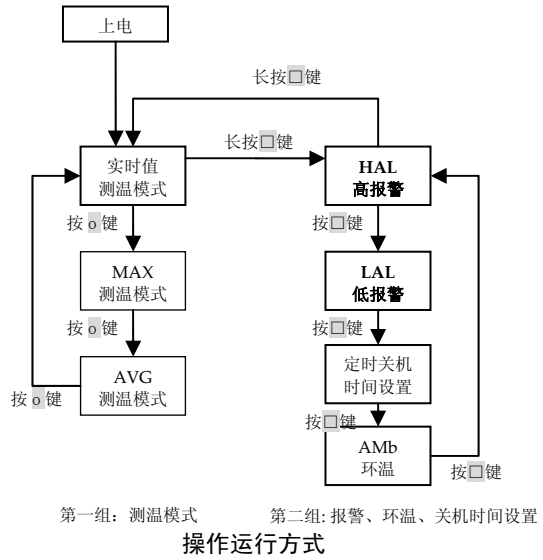 上电
长按□键
实时值
测温模式
长按□键
HAL
高报警
按o键
按□键
MAX
测温模式
LAL
低报警
按o键
按□键
AVG
测温模式
定时关机
时间设置
按o键
按□键
AMb
环温
按□键
第一组：测温模式
第二组: 报警、环温、关机时间设置
操作运行方式